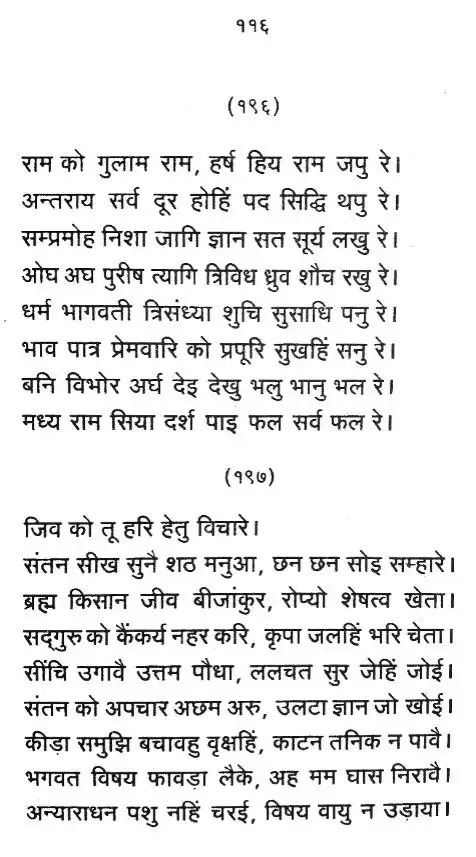 ११६
(१९६)
राम को गुलाम राम, हर्ष हिय राम जपु रे।
अन्तराय सर्व दूर होहिं पद सिद्धि थपु रे।
सम्प्रमोह निशा जागि ज्ञान सत सूर्य लखु रे।
ओघ अघ पुरीष त्यागि त्रिविध ध्रुव शौच रखु रे।
धर्म भागवती त्रिसंध्या शुचि सुसाधि पनु रे।
भाव पात्र प्रेमवारि को प्रपूरि सुखहिं सनु रे।
बनि विभोर अर्घ देइ देखु भलु भानु भल रे।
मध्य राम सिया दर्श पाइ फल सर्व फल रे।
(१९७)
जिव को तू हरि हेतु विचारे।
संतन सीख सुनै शठ मनुआ, छन छन सोइ सम्हारे।
ब्रह्म किसान जीव बीजांकुर, रोप्यो शेषत्व खेता।
सद्गुरु को कैंकर्य नहर करि, कृपा जलहिं भरि चेता।
सींचि उगावै उत्तम पौधा, ललचत सुर जेहिं जोई।
संतन को अपचार अछम अरु, उलटा ज्ञान जो खोई।
कीड़ा समुझि बचावहु वृक्षहिं, काटन तनिक न पावै।
भगवत विषय फावड़ा लैके, अह मम घास निरावै।
अन्याराधन पशु नहिं चरई, विषय वायु न उड़ाया।